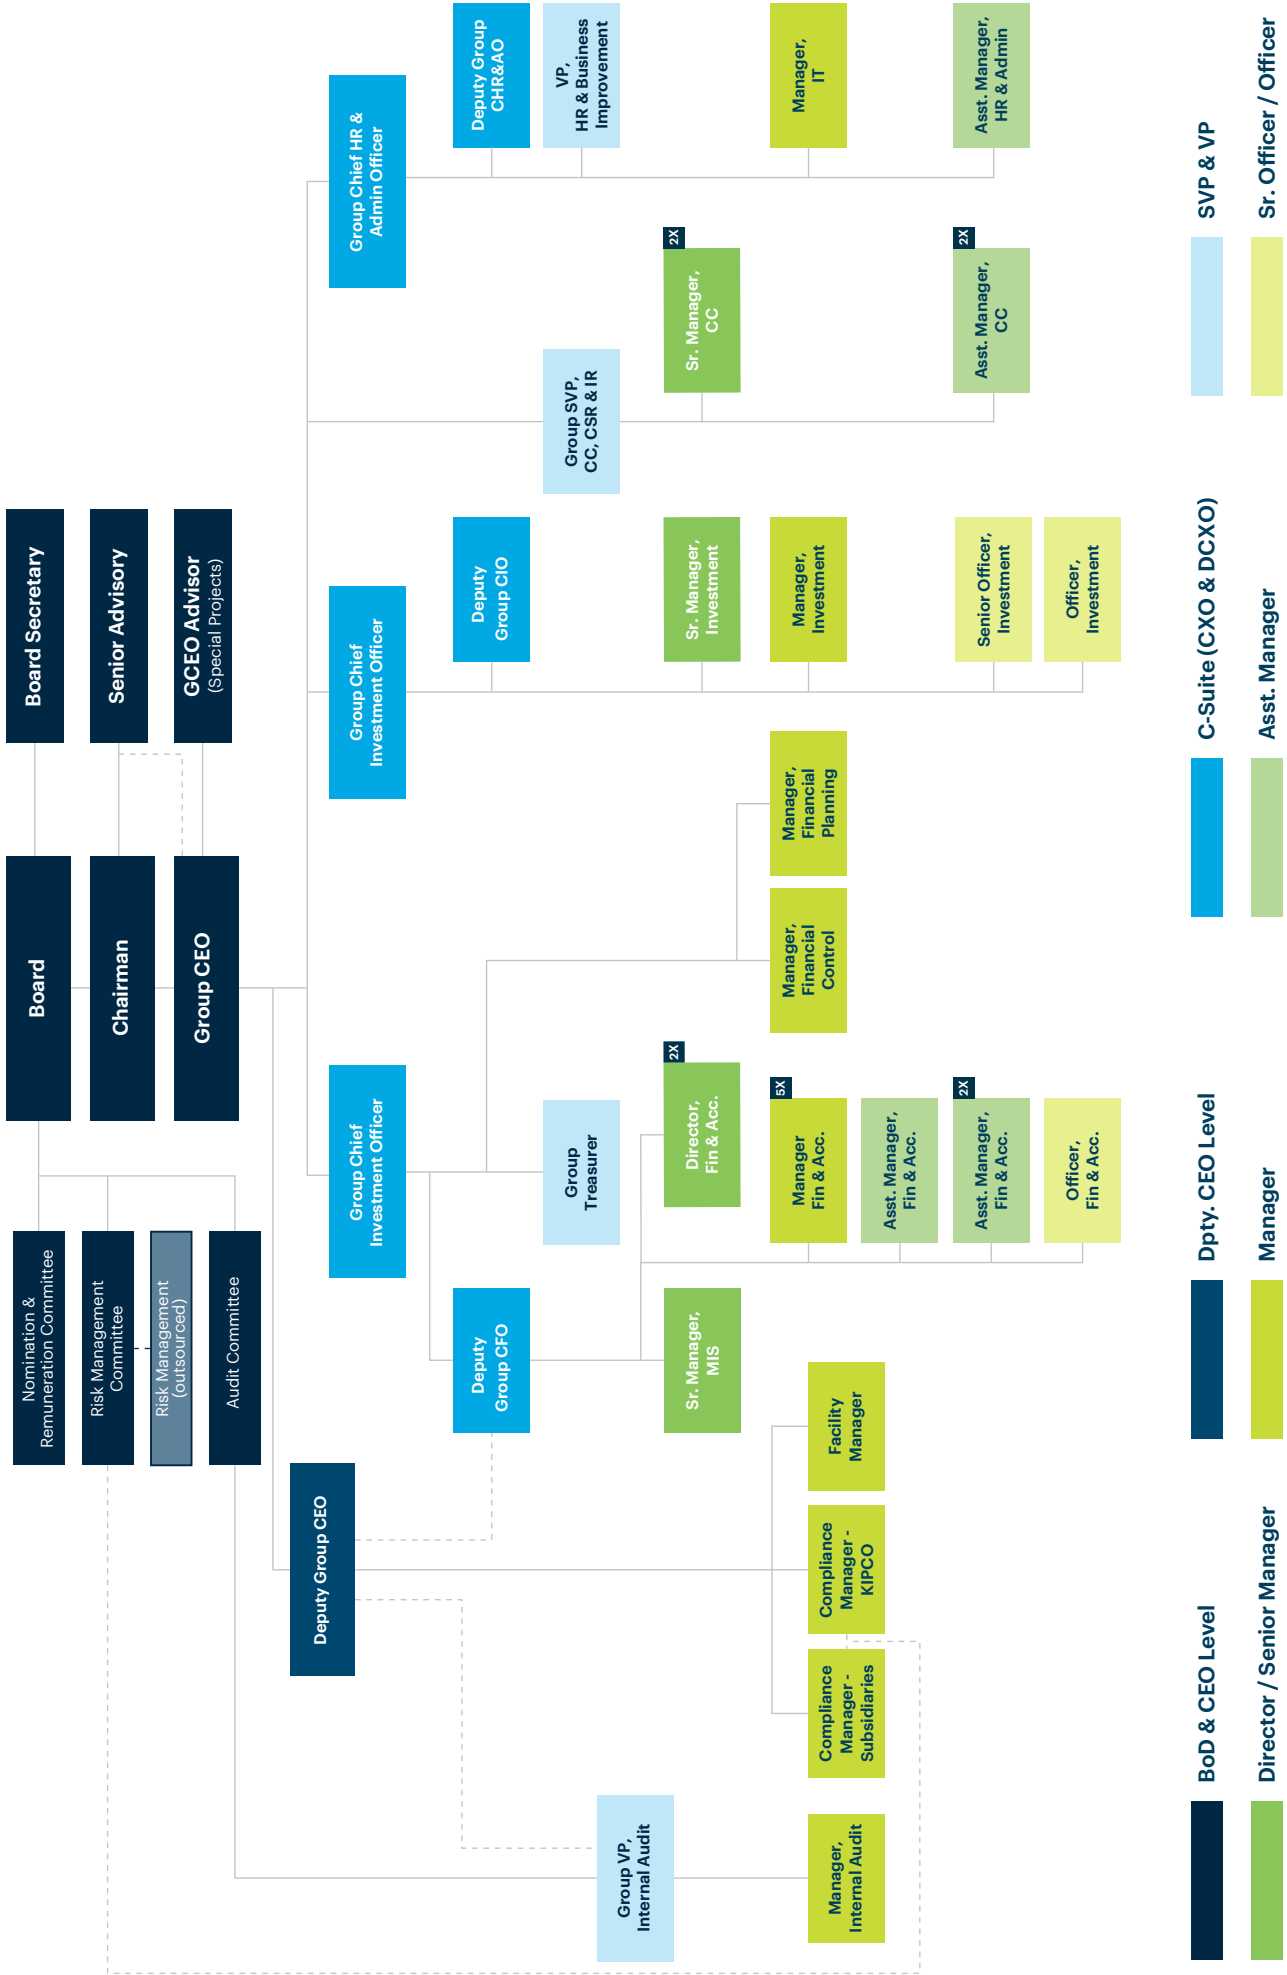 Board
Board Secretary
Chairman
Senior Advisory
Group CEO
GCEO Advisor
(Special Projects)
Nomination &
Remuneration Committee
Risk Management
Committee
Risk Management
(outsourced)
Audit Committee
Deputy Group CEO
Group Chief
Investment Officer
Group Chief
Investment Officer
Group Chief HR &
Admin Officer
Deputy
Group CFO
Deputy
Group CIO
Deputy Group
CHR&AO
Group
Treasurer
Group SVP,
CC, CSR & IR
VP,
HR & Business
Improvement
Group VP,
Internal Audit
Sr. Manager,
MIS
Director,
Fin & Acc.
2X
Sr. Manager,
Investment
Sr. Manager,
CC
2X
Manager,
Internal Audit
Compliance
Manager -
Subsidiaries
Compliance
Manager -
KIPCO
Facility
Manager
Manager
Fin & Acc.
5X
Manager,
Financial
Control
Manager,
Financial
Planning
Manager,
Investment
Manager,
IT
Asst. Manager,
Fin & Acc.
Asst. Manager,
Fin & Acc.
2X
Senior Officer,
Investment
Asst. Manager,
CC
2X
Asst. Manager,
HR & Admin
Officer,
Fin & Acc.
Officer,
Investment
BoD & CEO Level
Dpty. CEO Level
C-Suite (CXO & DCXO)
SVP & VP
Director / Senior Manager
Manager
Asst. Manager
Sr. Officer / Officer